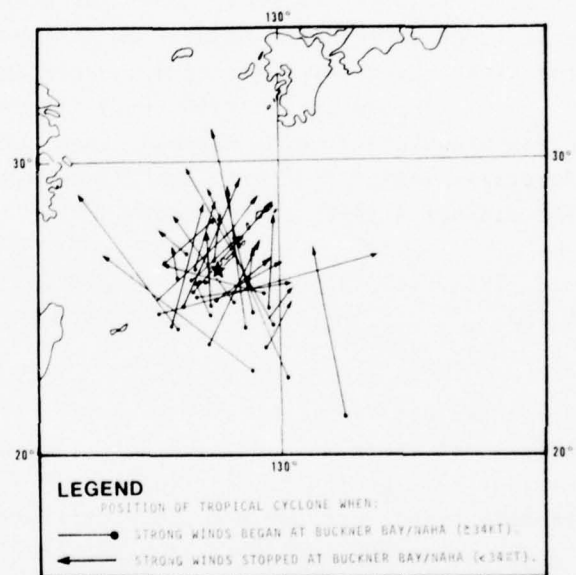 130°
30°
30°
20°
20°
130°
LEGEND
POSITION OF TROPICAL CYCLONE WHEN:
STRONG WINDS BEGAN AT BUCKNER BAY/NAHA (≥34KT).
STRONG WINDS STOPPED AT BUCKNER BAY/NAHA (<34KT).